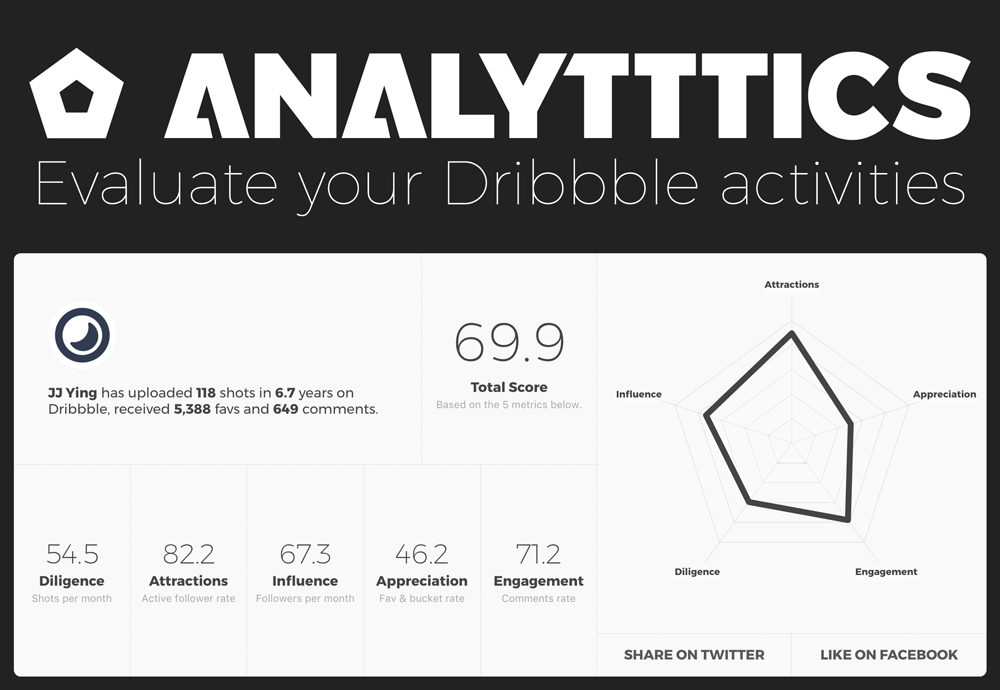 ANALYTTTICS
Evaluate your Dribbble activities
JJ Ying has uploaded 118 shots in 6.7 years on
Dribbble, received 5,388 favs and 649 comments.
69.9
Total Score
Based on the 5 metrics below.
54.5
Diligence
Shots per month
82.2
Attractions
Active follower rate
67.3
Influence
Followers per month
46.2
Appreciation
Fav & bucket rate
71.2
Engagement
Comments rate
Attractions
Influence
Appreciation
Diligence
Engagement
SHARE ON TWITTER
LIKE ON FACEBOOK